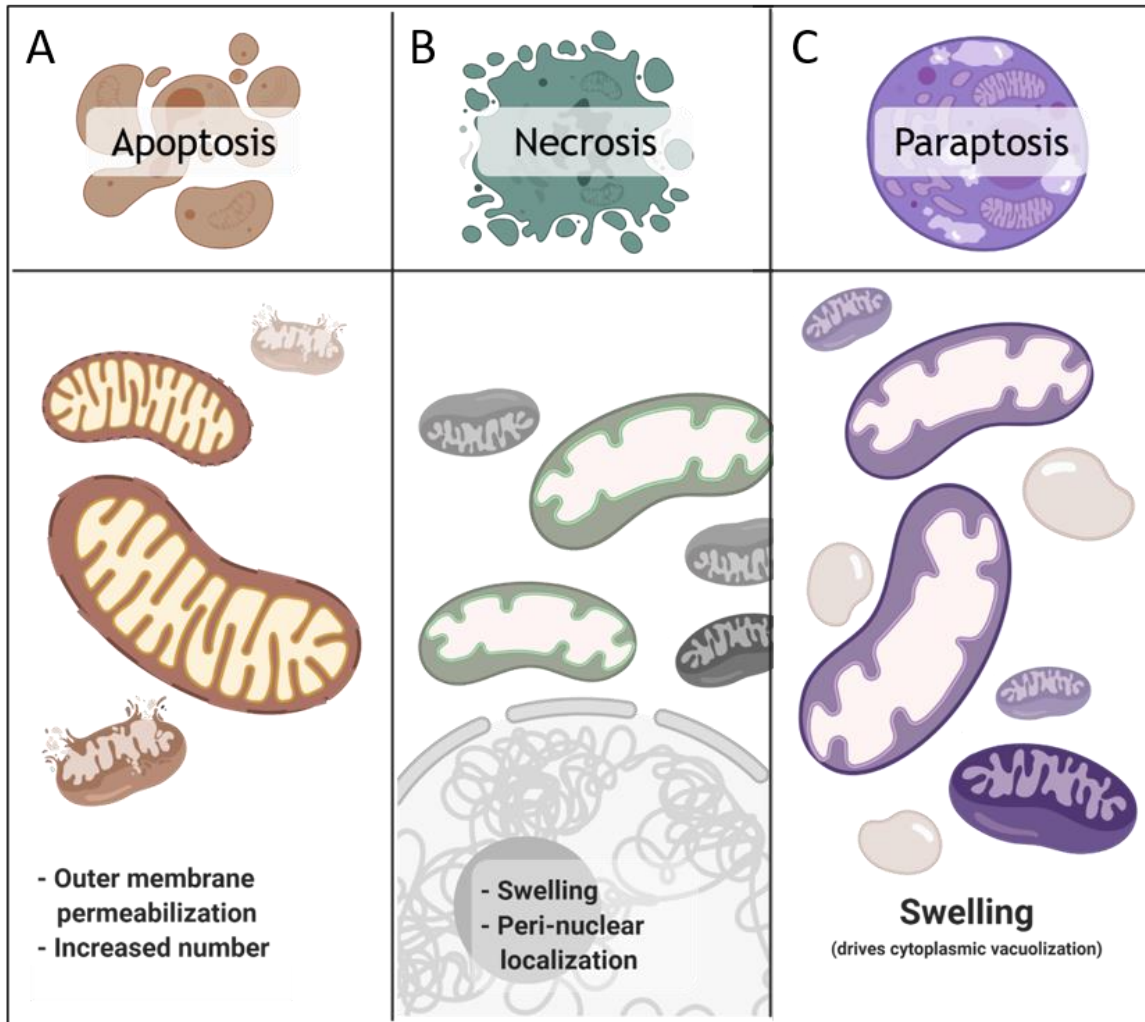 A
B
C
Apoptosis
Necrosis
Paraptosis
- Outer membrane
permeabilization
- Increased number
- Swelling
- Peri-nuclear
localization
Swelling
(drives cytoplasmic vacuolization)